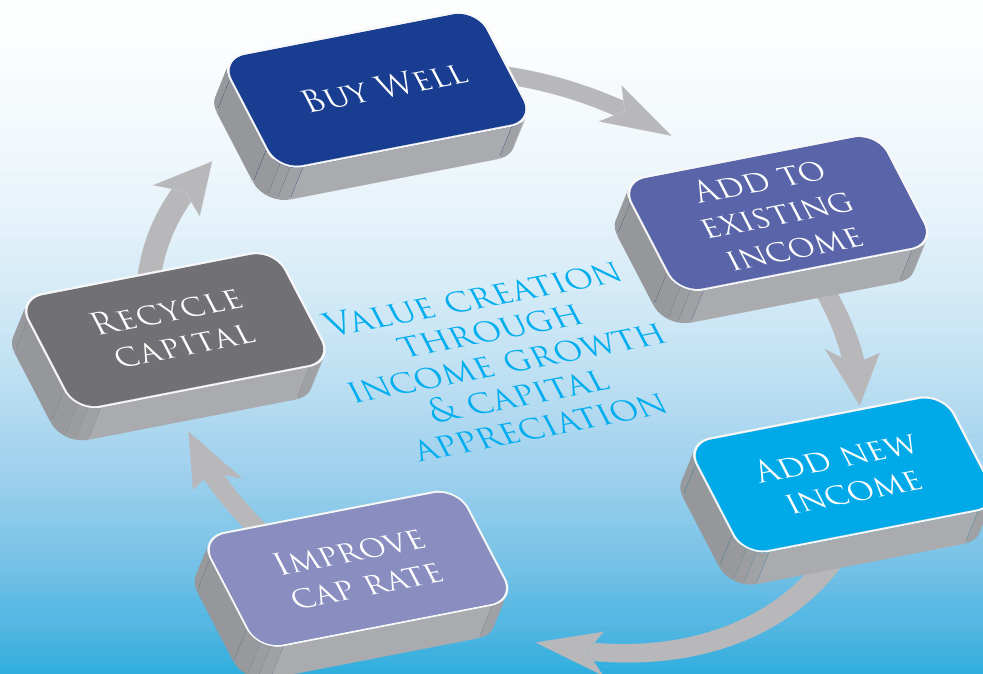 BUY WELL
ADD TO
EXISTING
INCOME
ADD NEW
INCOME
IMPROVE
CAP RATE
RECYCLE
CAPITAL
VALUE CREATION
THROUGH
INCOME GROWTH
& CAPITAL
APPRECIATION